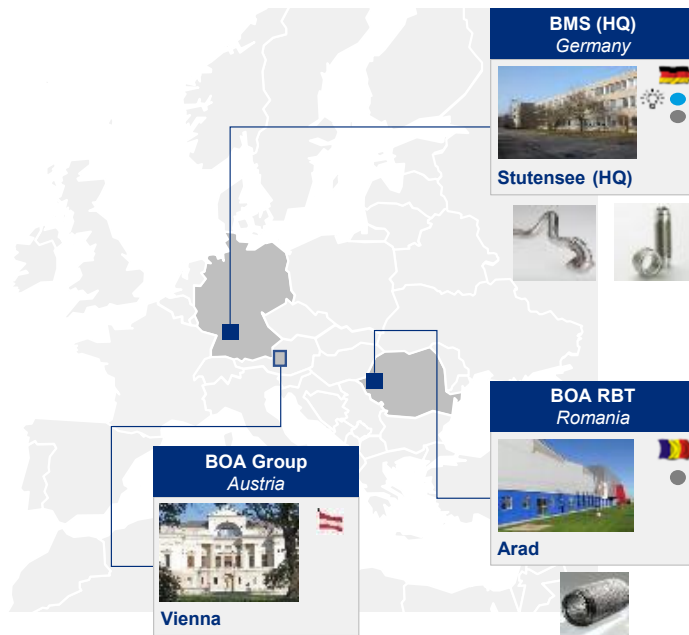 BMS (HQ)
Germany
Stutensee (HQ)
BOA RBT
Romania
Arad
BOA Group
Austria
Vienna